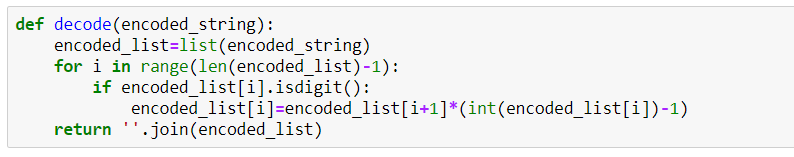 def decode(encoded_string):
    encoded_list=list(encoded_string)
    for i in range(len(encoded_list)-1):
        if encoded_list[i].isdigit():
            encoded_list[i]=encoded_list[i+1]*(int(encoded_list[i])-1)
    return ''.join(encoded_list)